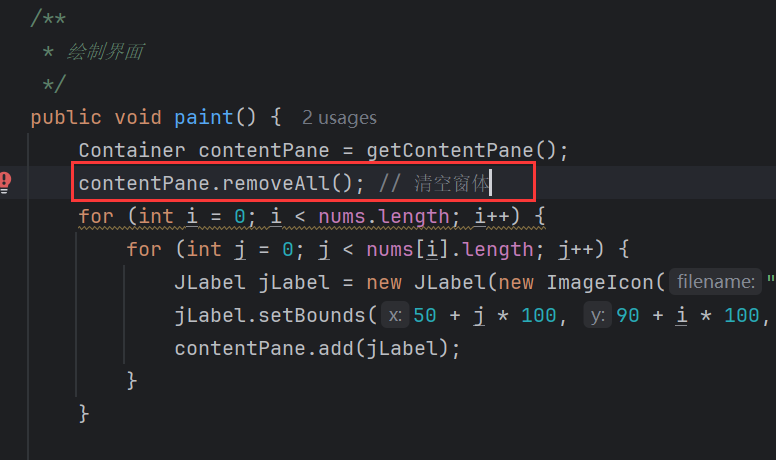 /**
 * 绘制界面
 */
public void paint() { 2 usages
    Container contentPane = getContentPane();
    contentPane.removeAll(); // 清空窗体
    for (int i = 0; i < nums.length; i++) {
        for (int j = 0; j < nums[i].length; j++) {
            JLabel jLabel = new JLabel(new ImageIcon( filename: "
            jLabel.setBounds( x: 50 + j * 100, y: 90 + i * 100,
            contentPane.add(jLabel);
        }
    }